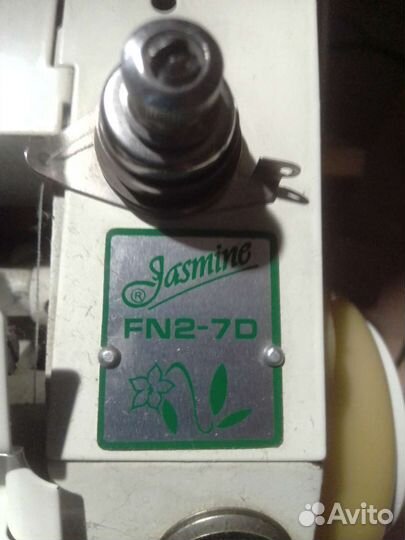 Jasmine
®
FN2-7D
Avito